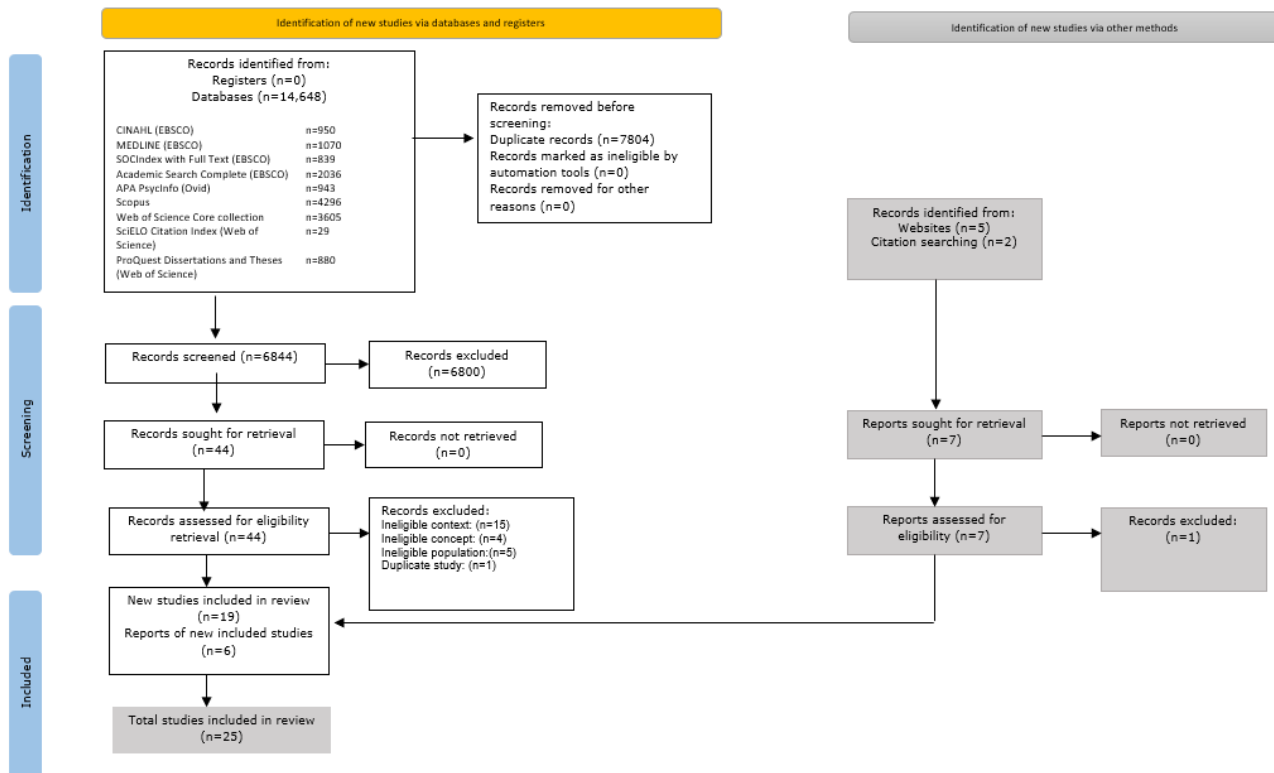 Identification of new studies via databases and registers
Identification of new studies via other methods
Identification
Records identified from:
Registers (n=0)
Databases (n=14,648)
CINAHL (EBSCO) n=950
MEDLINE (EBSCO) n=1070
SOCIndex with Full Text (EBSCO) n=839
Academic Search Complete (EBSCO) n=2036
APA PsycInfo (Ovid) n=943
Scopus n=4296
Web of Science Core collection n=3605
SciELO Citation Index (Web of n=29
Science)
ProQuest Dissertations and Theses n=880
(Web of Science)
Records removed before
screening:
Duplicate records (n=7804)
Records marked as ineligible by
automation tools (n=0)
Records removed for other
reasons (n=0)
Records identified from:
Websites (n=5)
Citation searching (n=2)
Screening
Records screened (n=6844)
Records excluded
(n=6800)
Records sought for retrieval
(n=44)
Records not retrieved
(n=0)
Reports sought for retrieval
(n=7)
Reports not retrieved
(n=0)
Records assessed for eligibility
retrieval (n=44)
Records excluded:
Ineligible context: (n=15)
Ineligible concept: (n=4)
Ineligible population:(n=5)
Duplicate study: (n=1)
Reports assessed for
eligibility (n=7)
Records excluded:
(n=1)
Included
New studies included in review
(n=19)
Reports of new included studies
(n=6)
Total studies included in review
(n=25)